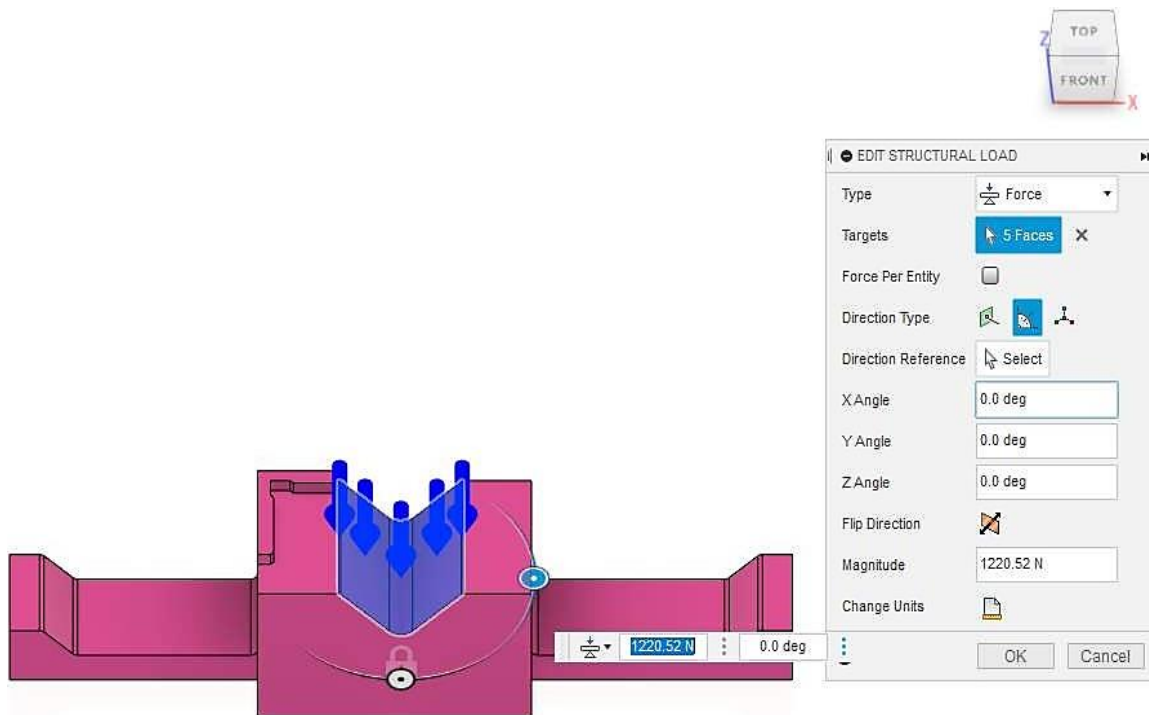 TOP
Z
FRONT
X
EDIT STRUCTURAL LOAD
Type Force
Targets 5 Faces
Force Per Entity
Direction Type
Direction Reference Select
X Angle 0.0 deg
Y Angle 0.0 deg
Z Angle 0.0 deg
Flip Direction
Magnitude 1220.52 N
Change Units
1220.52 N 0.0 deg
OK Cancel